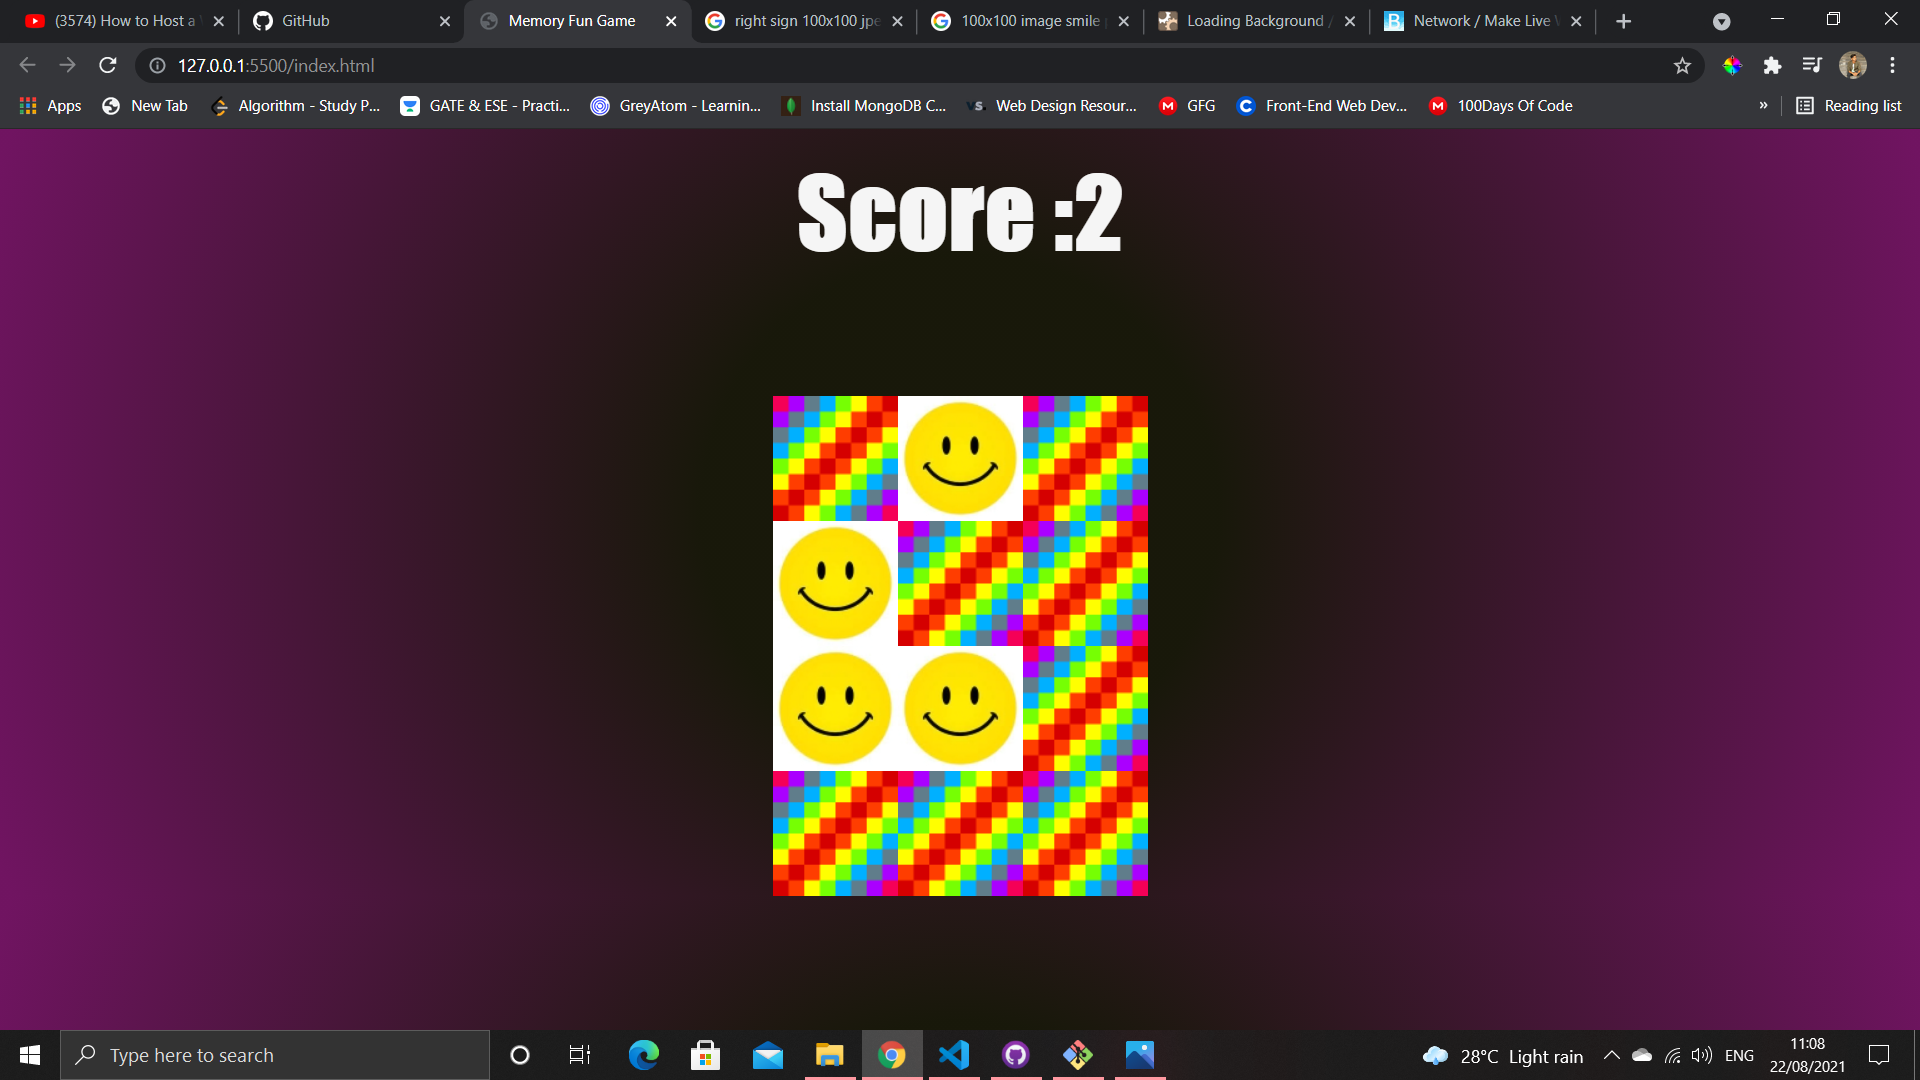 (3574) How to Host a
GitHub
Memory Fun Game
right sign 100x100 jpe
100x100 image smile
Loading Background /
Network / Make Live
127.0.0.1:5500/index.html
Apps
New Tab
Algorithm - Study P...
GATE & ESE - Practi...
GreyAtom - Learnin...
Install MongoDB C...
vs.
Web Design Resour...
M
GFG
C
Front-End Web Dev...
M
100Days Of Code
»
Reading list
Score :2
Type here to search
28°C Light rain
ENG
11:08
22/08/2021